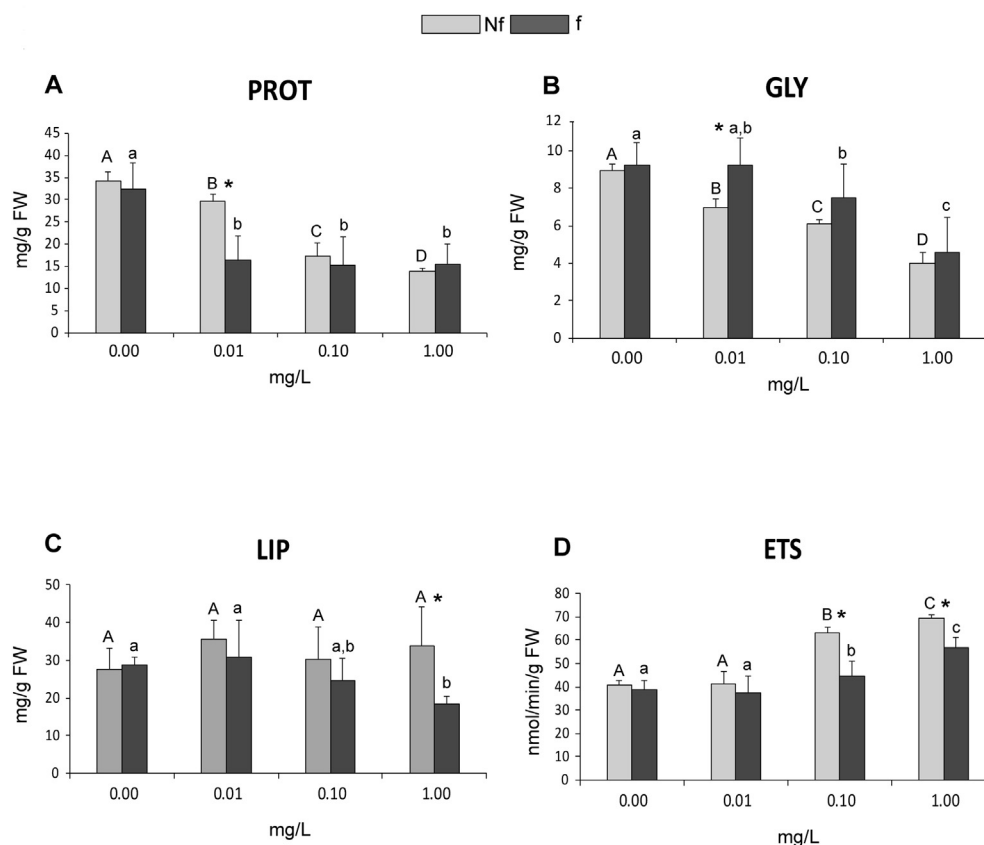 Nf f
A PROT
mg/g FW
45
40
35
30
25
20
15
10
5
0
A a B * b C b D b
0.00 0.01 0.10 1.00
mg/L
B GLY
mg/g FW
12
10
8
6
4
2
0
A a B * a,b C b D c
0.00 0.01 0.10 1.00
mg/L
C LIP
mg/g FW
50
40
30
20
10
0
A a A a A a,b A * b
0.00 0.01 0.10 1.00
mg/L
D ETS
nmol/min/g FW
80
70
60
50
40
30
20
10
0
A a A a B * b C * c
0.00 0.01 0.10 1.00
mg/L